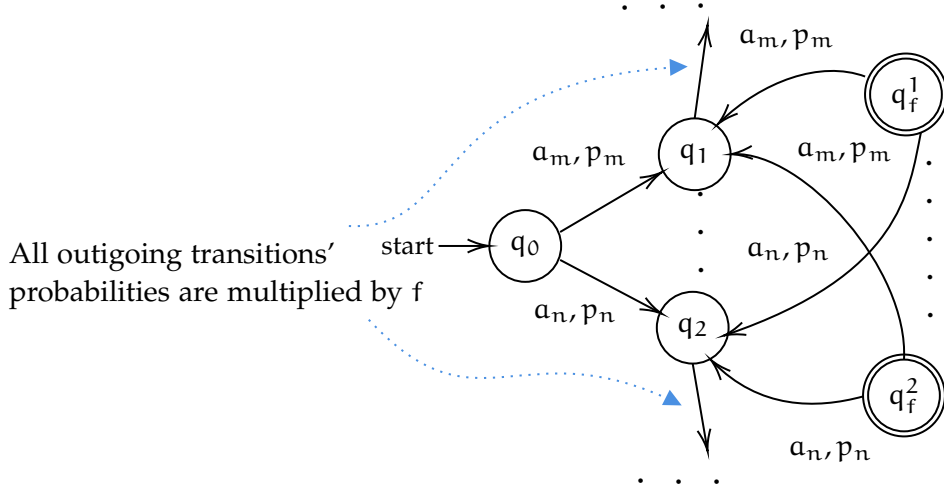 a_m, p_m
q_f^1
a_m, p_m
q_1
a_m, p_m
start
q_0
a_n, p_n
All outigoing transitions’
probabilities are multiplied by f
a_n, p_n
q_2
q_f^2
a_n, p_n